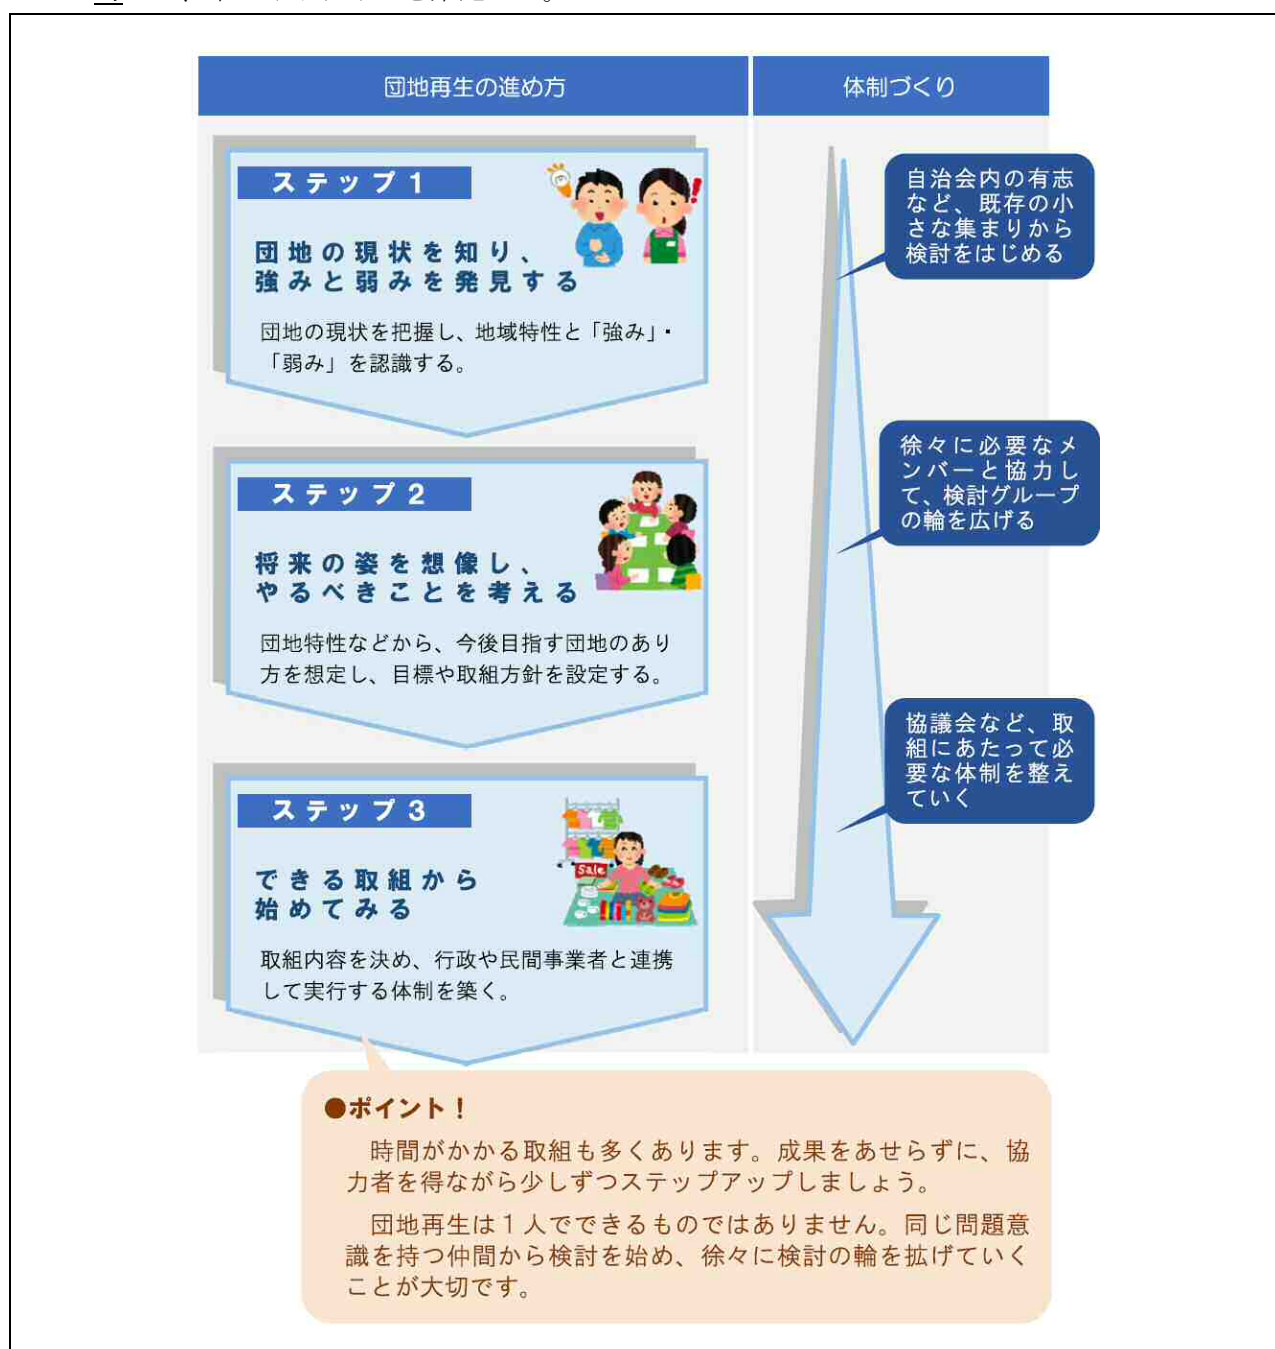 団地再生の進め方
体制づくり
ステップ1
団地の現状を知り、
強みと弱みを発見する
団地の現状を把握し、地域特性と「強み」・
「弱み」を認識する。
自治会内の有志
など、既存の小
さな集まりから
検討をはじめる
ステップ2
将来の姿を想像し、
やるべきことを考える
団地特性などから、今後目指す団地のあり
方を想定し、目標や取組方針を設定する。
徐々に必要なメ
ンバーと協力し
て、検討グループ
の輪を広げる
ステップ3
できる取組から
始めてみる
Sale
取組内容を決め、行政や民間事業者と連携
して実行する体制を築く。
協議会など、取
組にあたって必
要な体制を整え
ていく
●ポイント！
時間がかかる取組も多くあります。成果をあせらずに、協
力者を得ながら少しずつステップアップしましょう。
団地再生は１人でできるものではありません。同じ問題意
識を持つ仲間から検討を始め、徐々に検討の輪を拡げていく
ことが大切です。